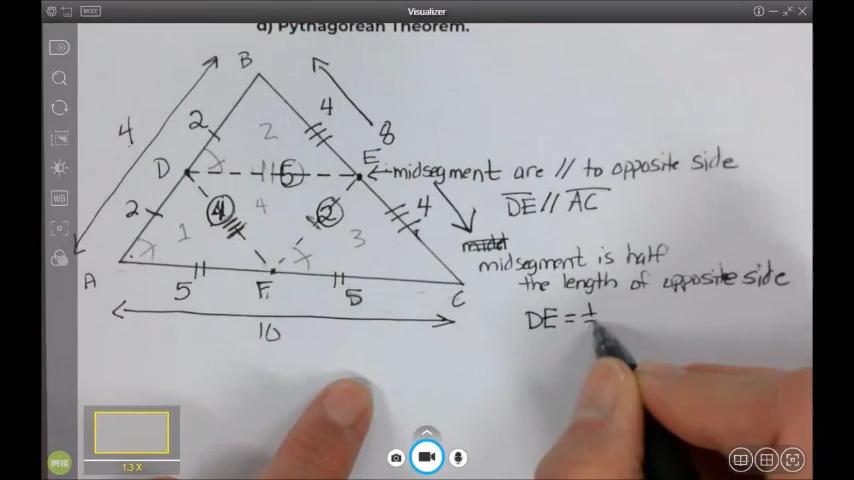 MODE
Visualizer
d) Pythagorean Theorem.
B
4
2
2
4
8
D
5
E
midsegment are // to opposite side
DE // AC
2
4
4
2
4
1
3
midsegment is half
the length of opposite side
A
5
F
5
C
DE = 1
10
WB
IPEVO
1.3 X